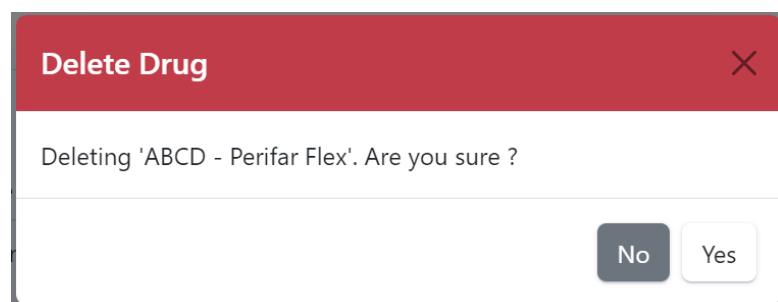 Delete Drug
Deleting 'ABCD - Perifar Flex'. Are you sure ?
No
Yes